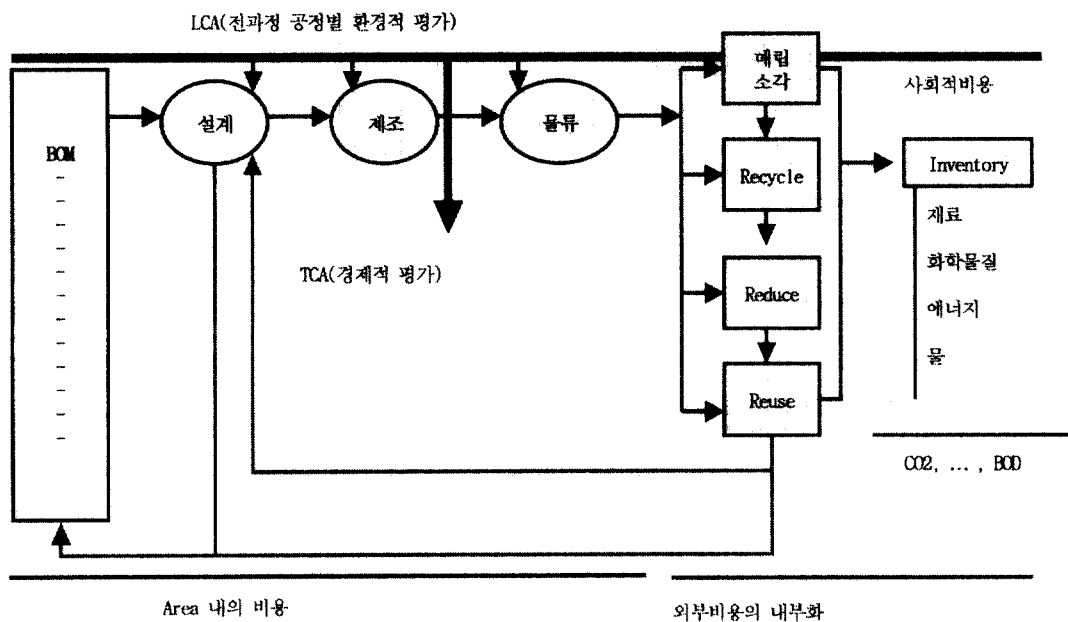 LCA(전과정 공정별 환경적 평가)
매립
소각
사회적비용
설계
제조
물류
BOM
Recycle
Inventory
재료
TCA(경제적 평가)
화학물질
Reduce
에너지
물
Reuse
CO2, ... , BOD
Area 내의 비용
외부비용의 내부화